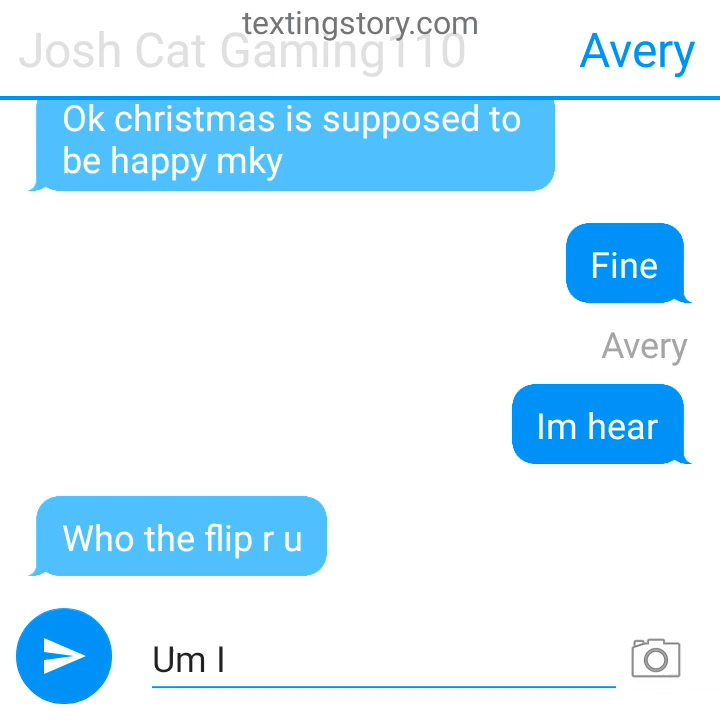 textingstory.com
Josh Cat Gaming110
Avery
Ok christmas is supposed to
be happy mky
Fine
Avery
Im hear
Who the flip r u
Um I